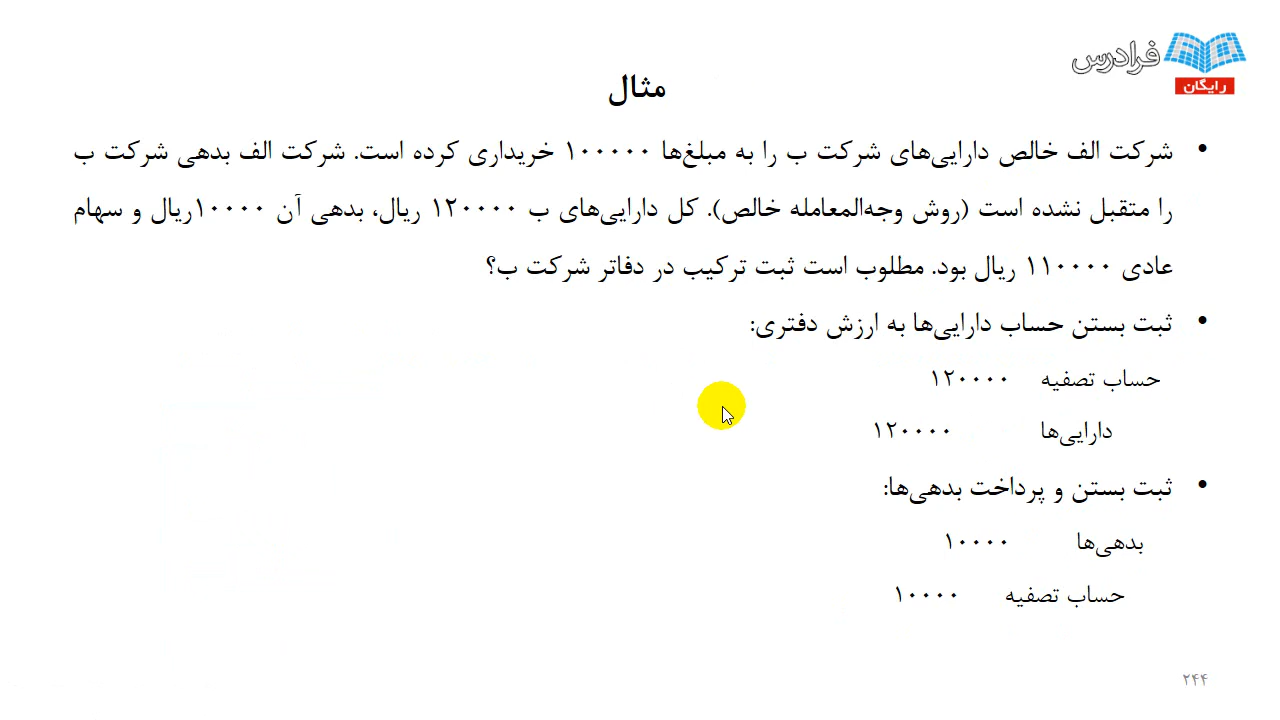 فرادرس
رایگان
مثال
• شرکت الف خالص دارایی‌های شرکت ب را به مبلغ‌ها ۱۰۰۰۰۰ خریداری کرده است. شرکت الف بدهی شرکت ب
را متقبل نشده است (روش وجه‌المعامله خالص). کل دارایی‌های ب ۱۲۰۰۰۰ ریال، بدهی آن ۱۰۰۰۰ریال و سهام
عادی ۱۱۰۰۰۰ ریال بود. مطلوب است ثبت ترکیب در دفاتر شرکت ب؟
• ثبت بستن حساب دارایی‌ها به ارزش دفتری:
حساب تصفیه ۱۲۰۰۰۰
دارایی‌ها ۱۲۰۰۰۰
• ثبت بستن و پرداخت بدهی‌ها:
بدهی‌ها ۱۰۰۰۰
حساب تصفیه ۱۰۰۰۰
۲۴۴